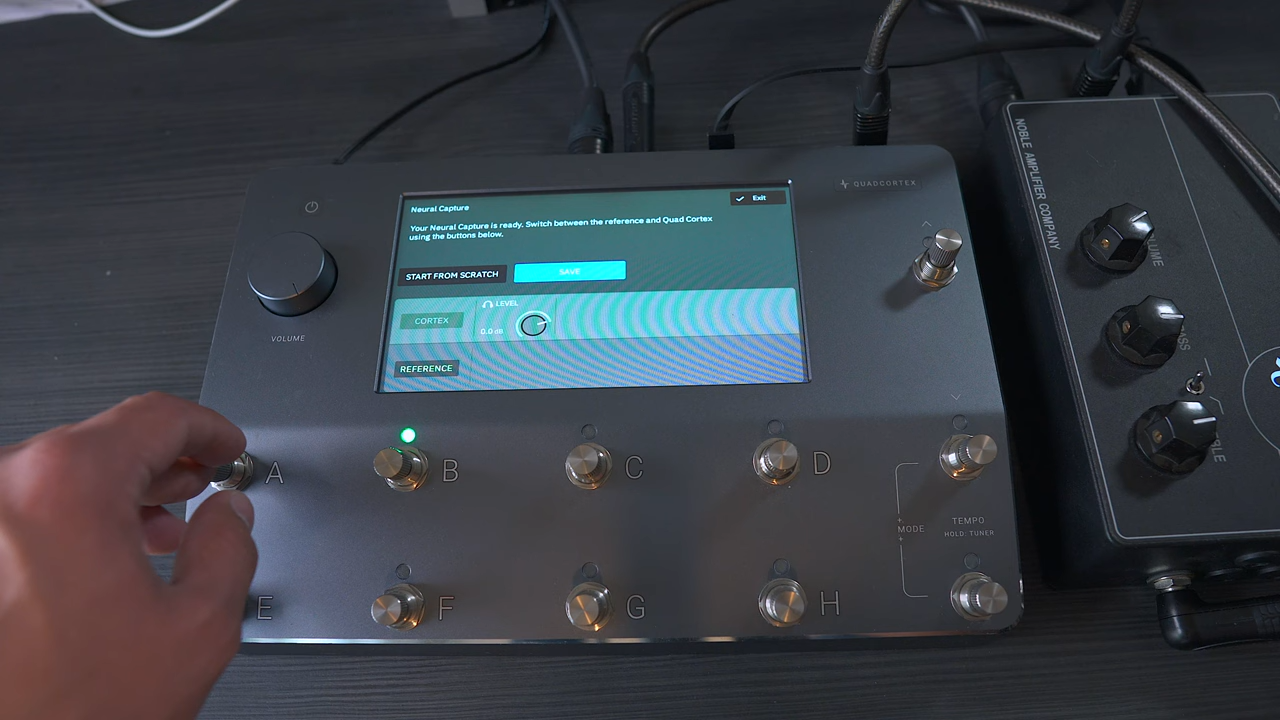 QUADCORTEX
Neural Capture
Exit
Your Neural Capture is ready. Switch between the reference and Quad Cortex
using the buttons below.
START FROM SCRATCH
SAVE
LEVEL
CORTEX
0.0 dB
REFERENCE
VOLUME
A
B
C
D
MODE
TEMPO
HOLD: TUNER
E
F
G
H
NOBLE AMPLIFIER COMPANY